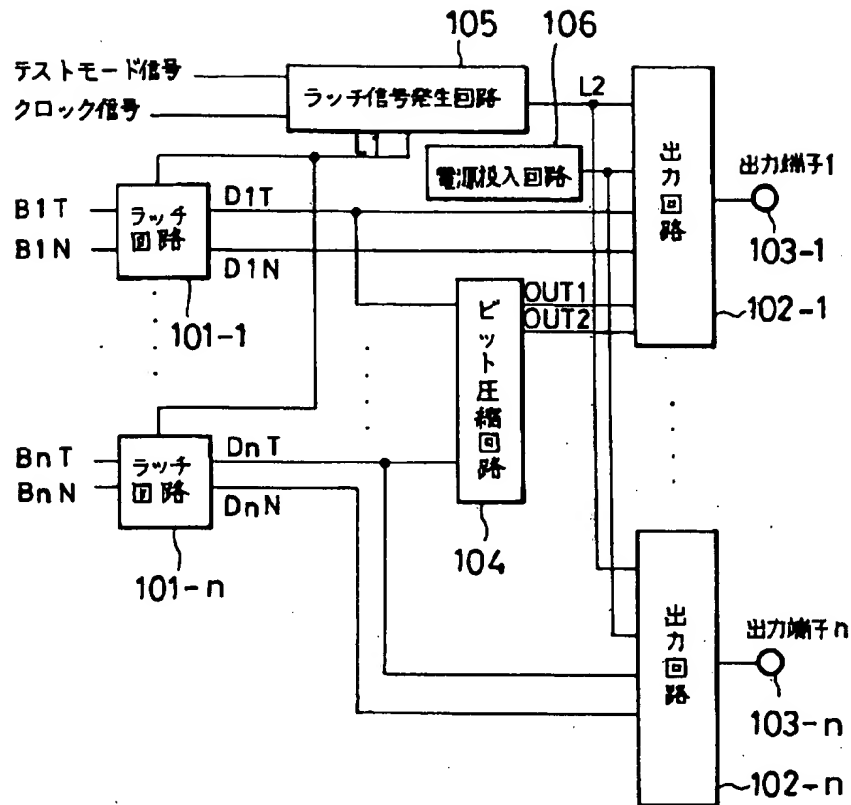 105
106
テストモード信号
クロック信号
ラッチ信号発生回路
L2
電源投入回路
出力回路
出力端子1
103-1
102-1
B1T
B1N
ラッチ
回路
D1T
D1N
101-1
OUT1
OUT2
ビット圧縮回路
104
BnT
BnN
ラッチ
回路
DnT
DnN
101-n
出力回路
出力端子n
103-n
102-n